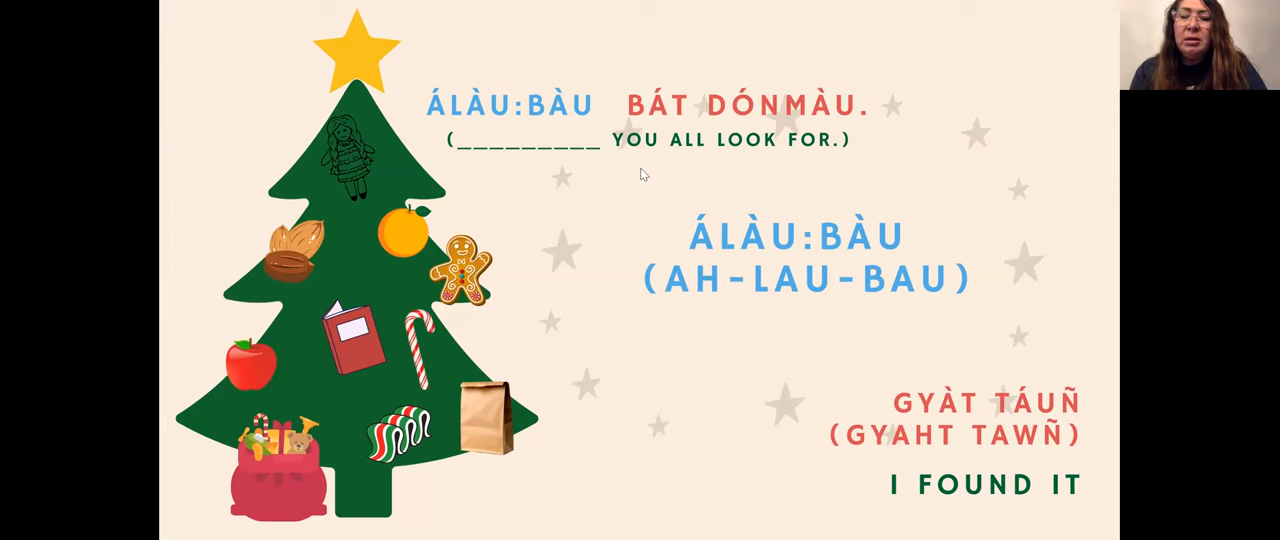 ÁLÀU:BÀU BÁT DÓNMÀU.
(_________ YOU ALL LOOK FOR.)
ÁLÀU:BÀU
(AH-LAU-BAU)
GYÀT TÁUÑ
(GYAHT TAWÑ)
I FOUND IT